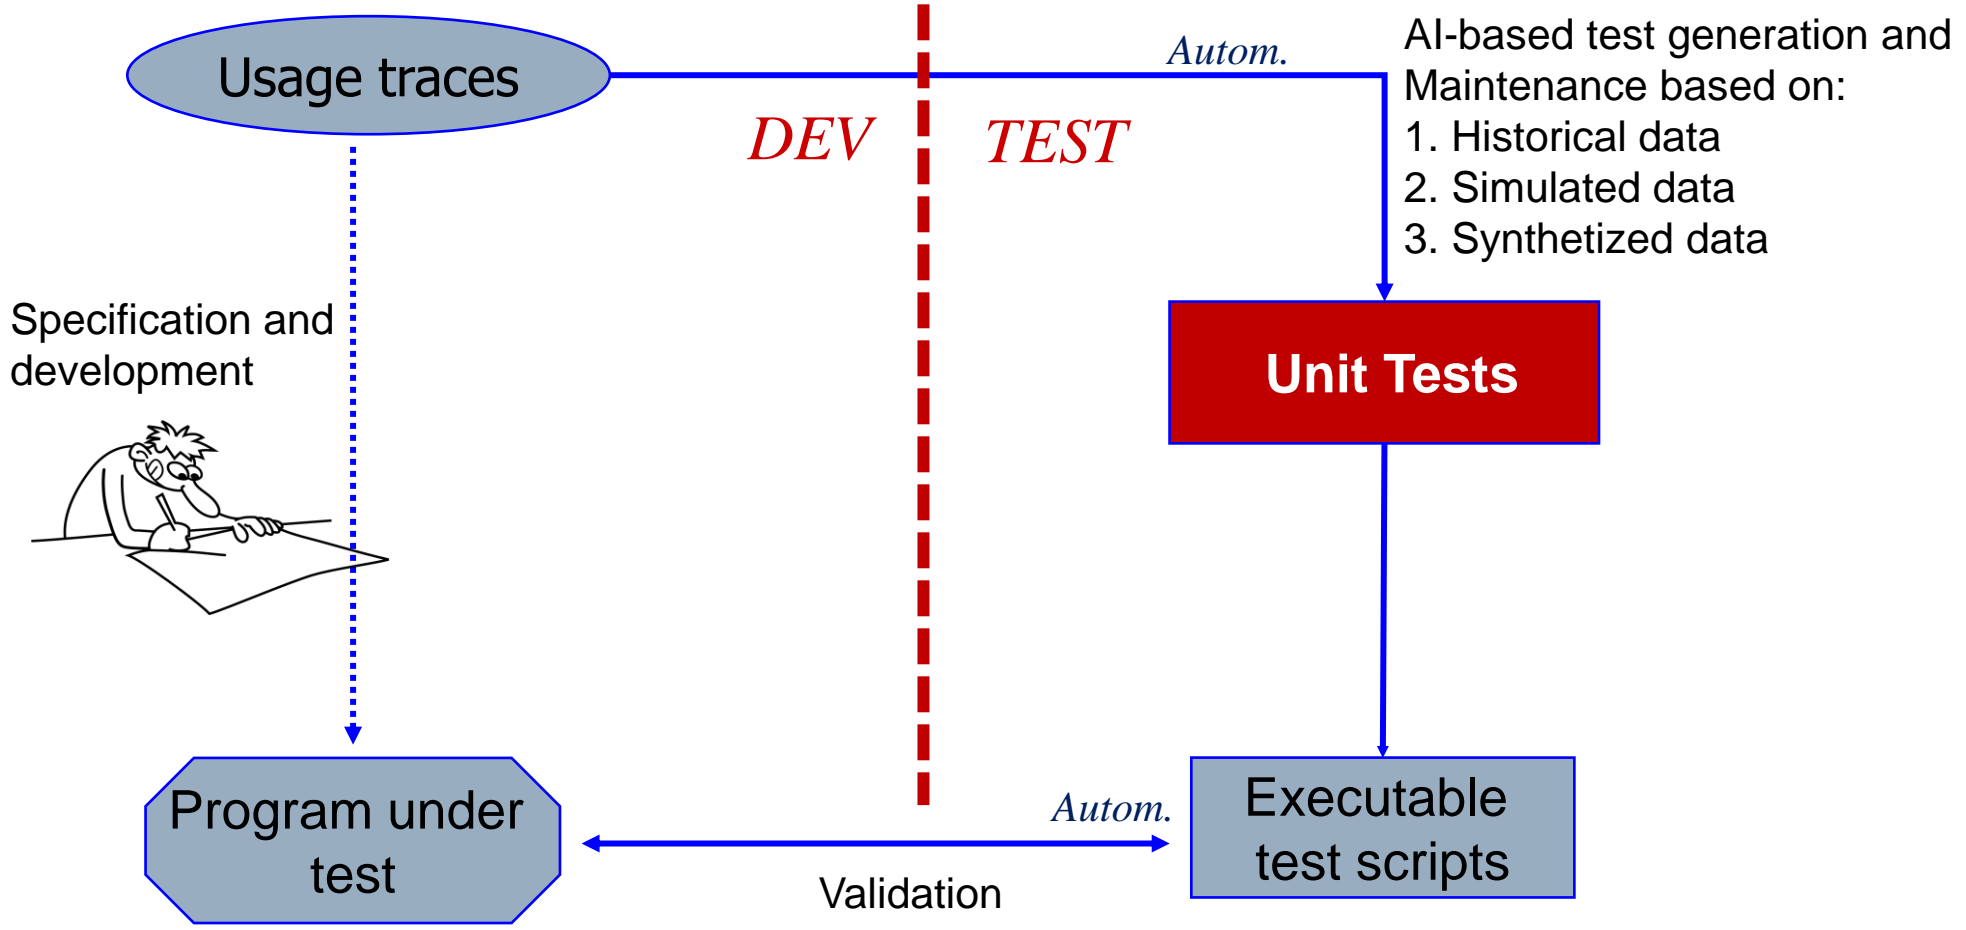 Usage traces
Autom.
AI-based test generation and
Maintenance based on:
1. Historical data
2. Simulated data
3. Synthetized data
DEV
TEST
Specification and
development
Unit Tests
Program under
test
Autom.
Validation
Executable
test scripts